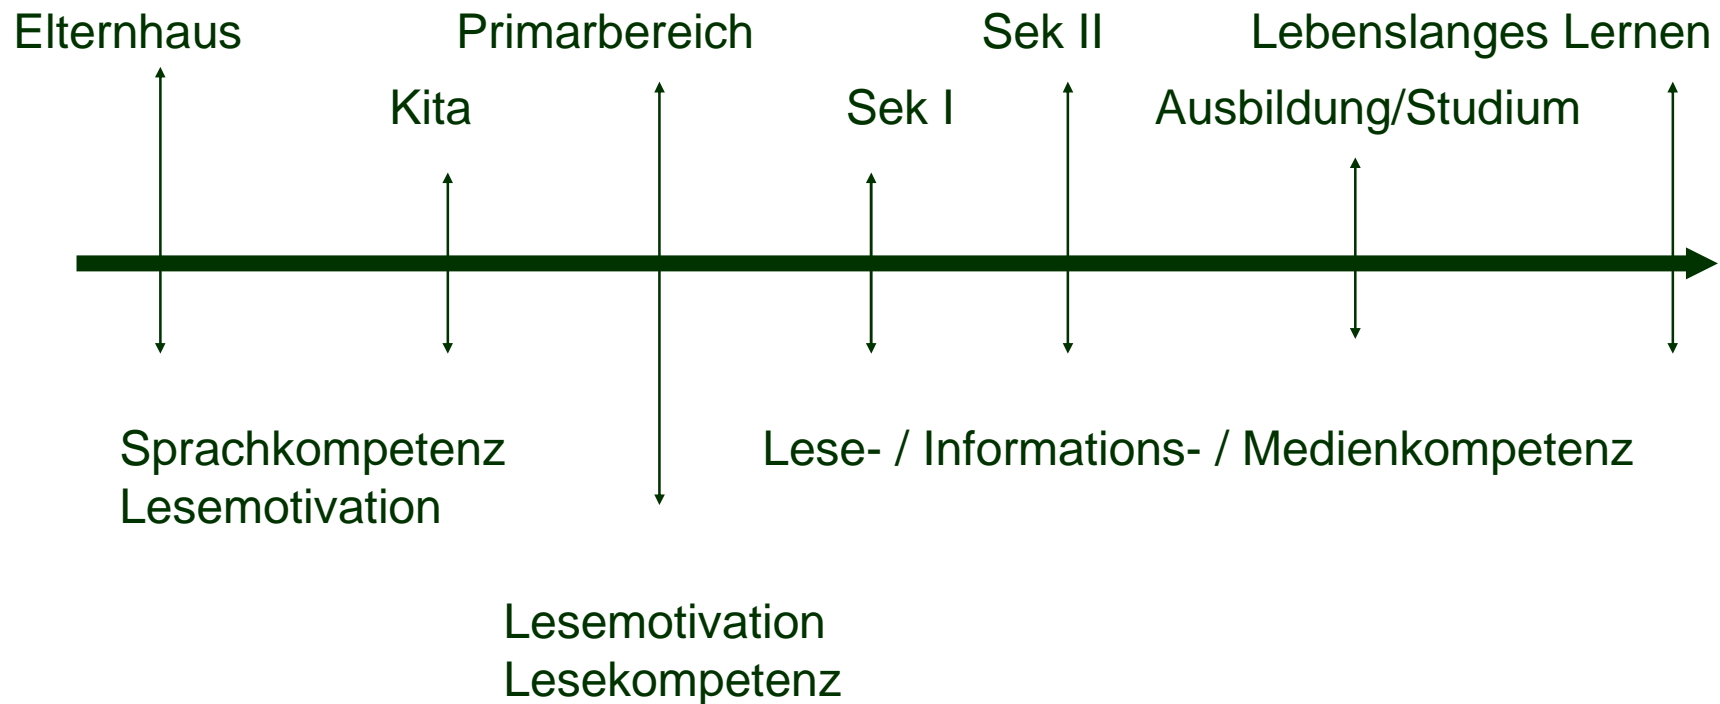 Elternhaus
Primarbereich
Sek II
Lebenslanges Lernen
Kita
Sek I
Ausbildung/Studium
Sprachkompetenz
Lesemotivation
Lese- / Informations- / Medienkompetenz
Lesemotivation
Lesekompetenz